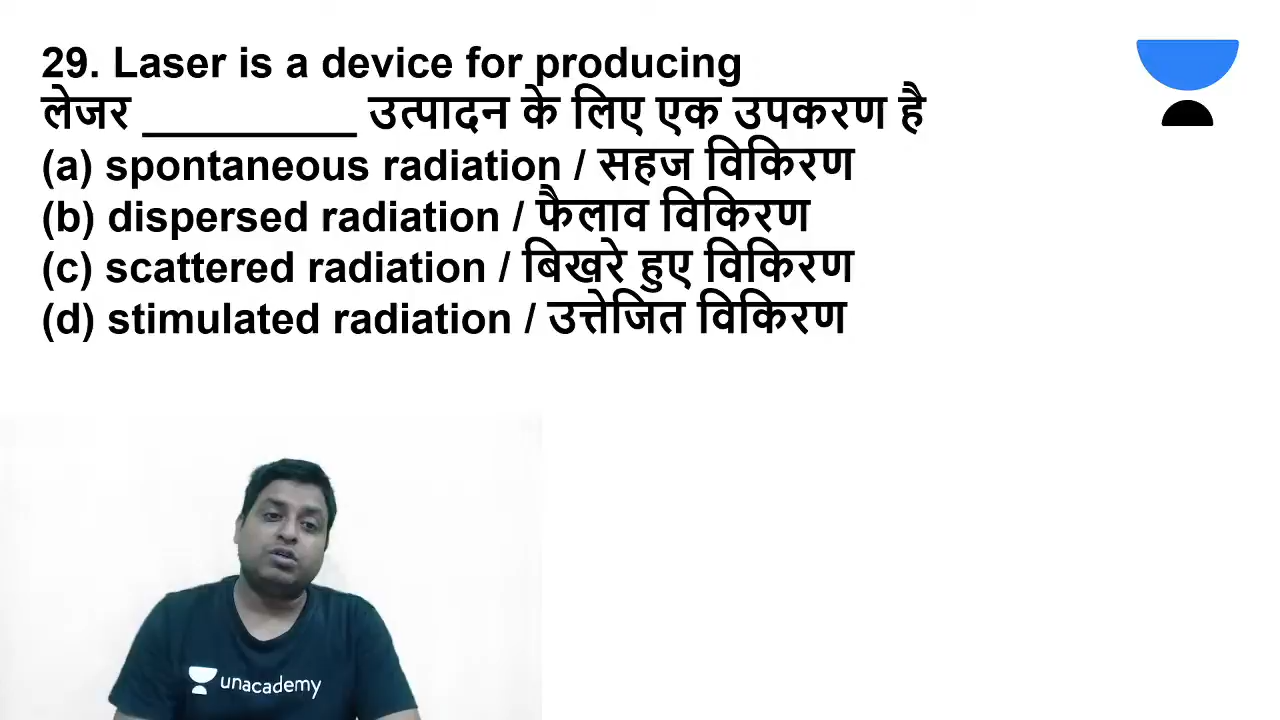 29. Laser is a device for producing
लेजर _________ उत्पादन के लिए एक उपकरण है
(a) spontaneous radiation / सहज विकिरण
(b) dispersed radiation / फैलाव विकिरण
(c) scattered radiation / बिखरे हुए विकिरण
(d) stimulated radiation / उत्तेजित विकिरण
unacademy